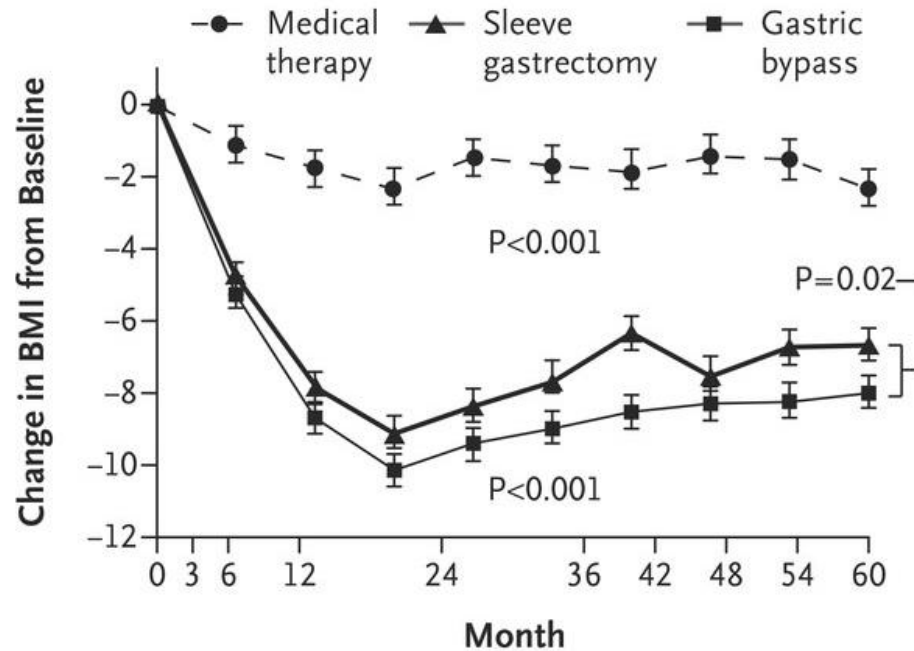 Medical therapy
Sleeve gastrectomy
Gastric bypass
Change in BMI from Baseline
0
−2
−4
−6
−8
−10
−12
P<0.001
P=0.02
P<0.001
0 3 6 12 24 36 42 48 54 60
Month